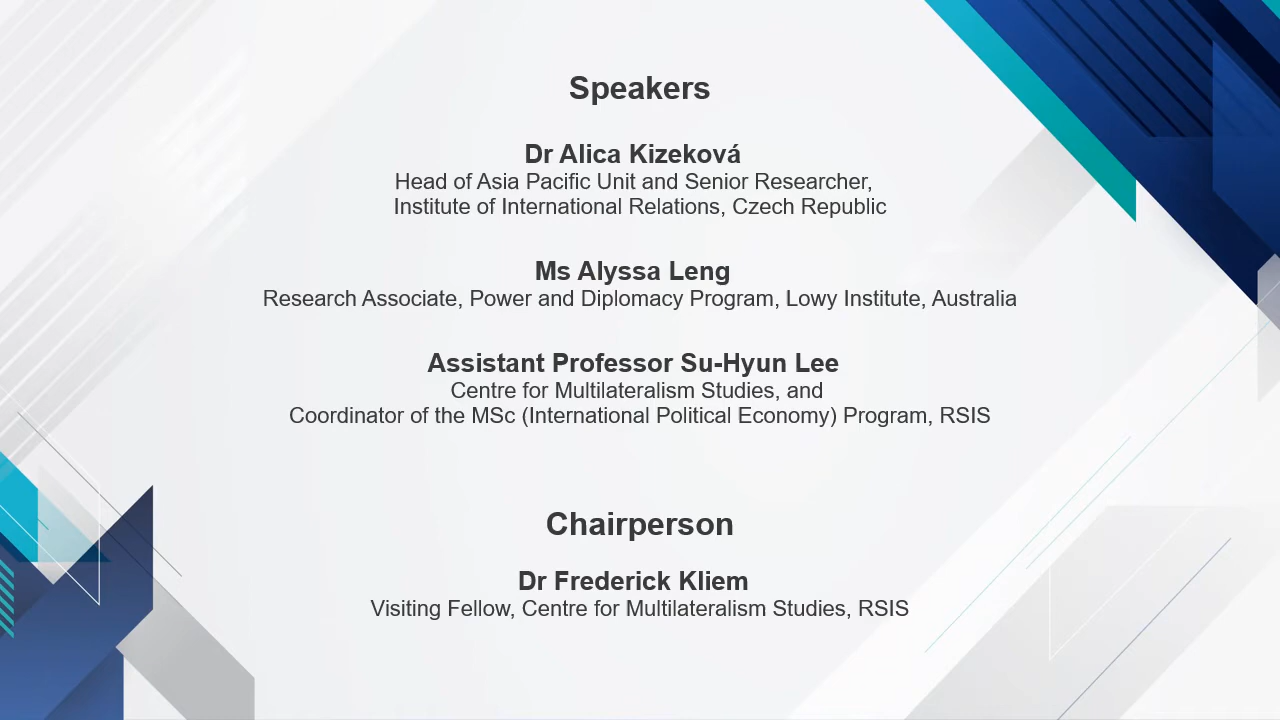 Speakers
Dr Alica Kizeková
Head of Asia Pacific Unit and Senior Researcher,
Institute of International Relations, Czech Republic
Ms Alyssa Leng
Research Associate, Power and Diplomacy Program, Lowy Institute, Australia
Assistant Professor Su-Hyun Lee
Centre for Multilateralism Studies, and
Coordinator of the MSc (International Political Economy) Program, RSIS
Chairperson
Dr Frederick Kliem
Visiting Fellow, Centre for Multilateralism Studies, RSIS